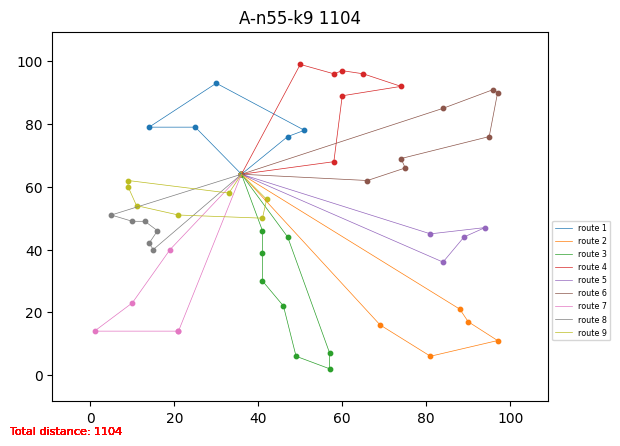 A-n55-k9 1104
100
80
60
40
20
0
0 20 40 60 80 100
route 1
route 2
route 3
route 4
route 5
route 6
route 7
route 8
route 9
Total distance: 1104